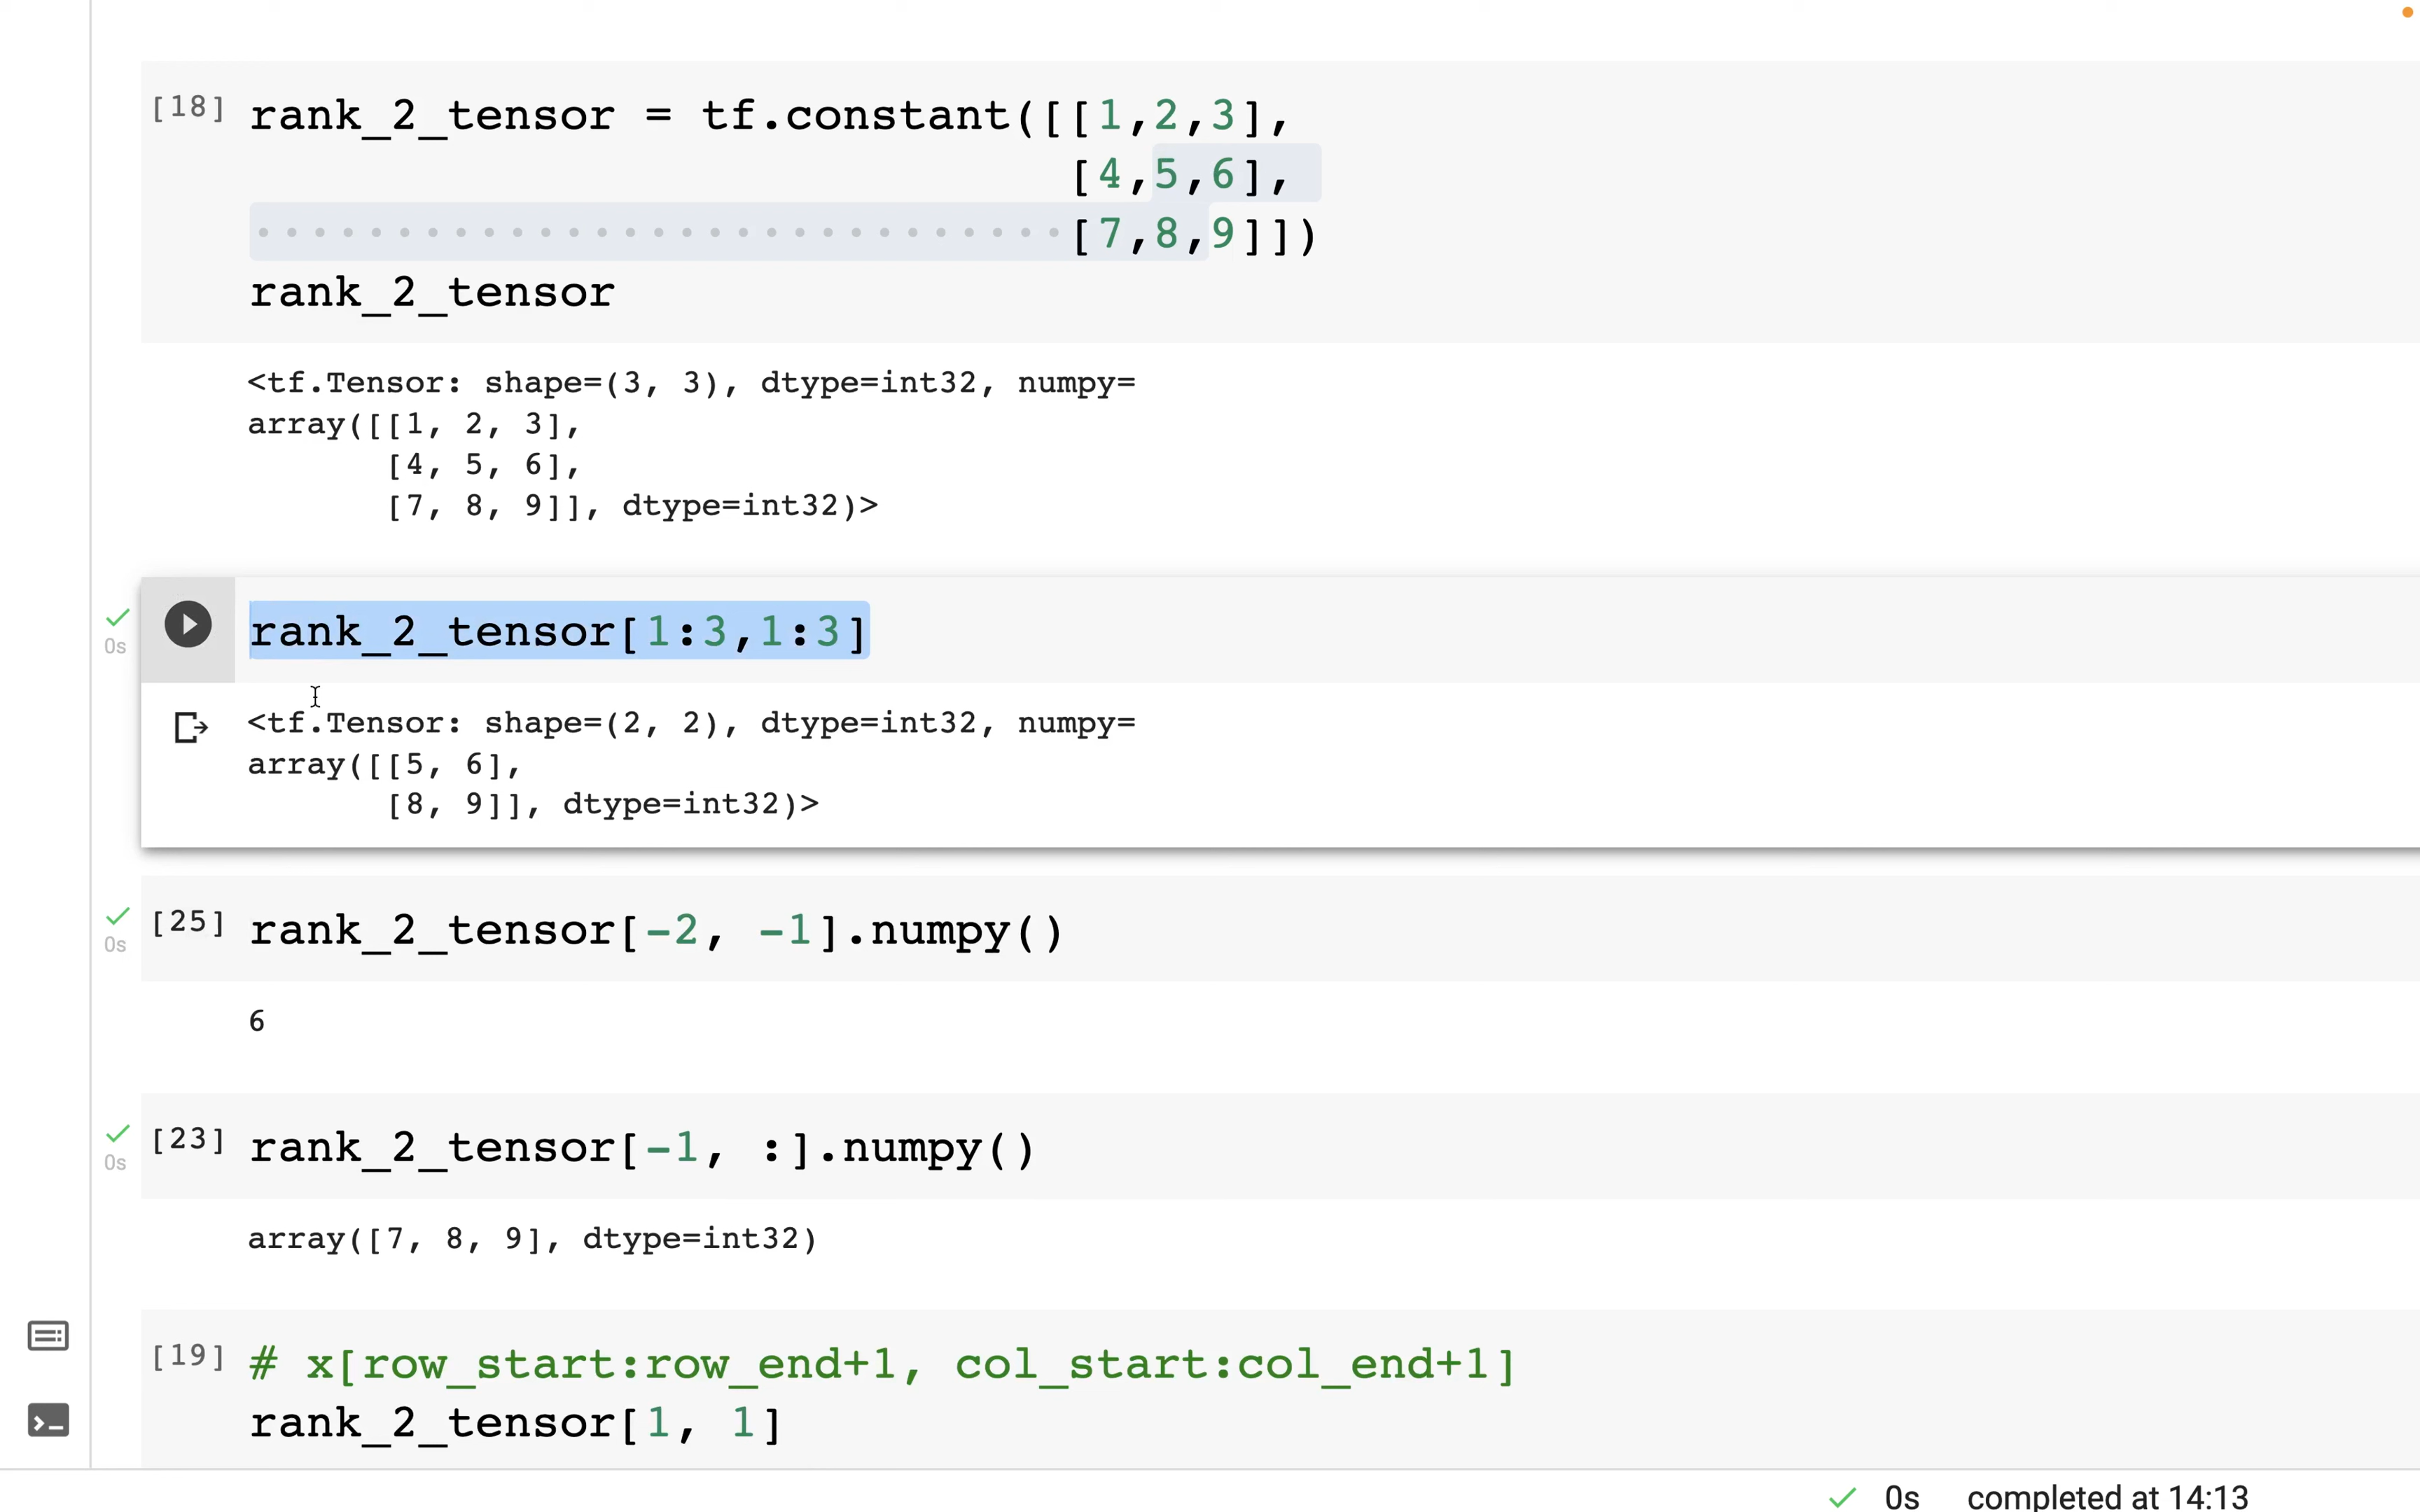 [18] rank_2_tensor = tf.constant([[1,2,3],
[4,5,6],
[7,8,9]])
rank_2_tensor
<tf.Tensor: shape=(3, 3), dtype=int32, numpy=
array([[1, 2, 3],
[4, 5, 6],
[7, 8, 9]], dtype=int32)>
rank_2_tensor[1:3,1:3]
0s
<tf.Tensor: shape=(2, 2), dtype=int32, numpy=
array([[5, 6],
[8, 9]], dtype=int32)>
[25] rank_2_tensor[-2, -1].numpy()
0s
6
[23] rank_2_tensor[-1, :].numpy()
0s
array([7, 8, 9], dtype=int32)
[19] # x[row_start:row_end+1, col_start:col_end+1]
rank_2_tensor[1, 1]
0s completed at 14:13